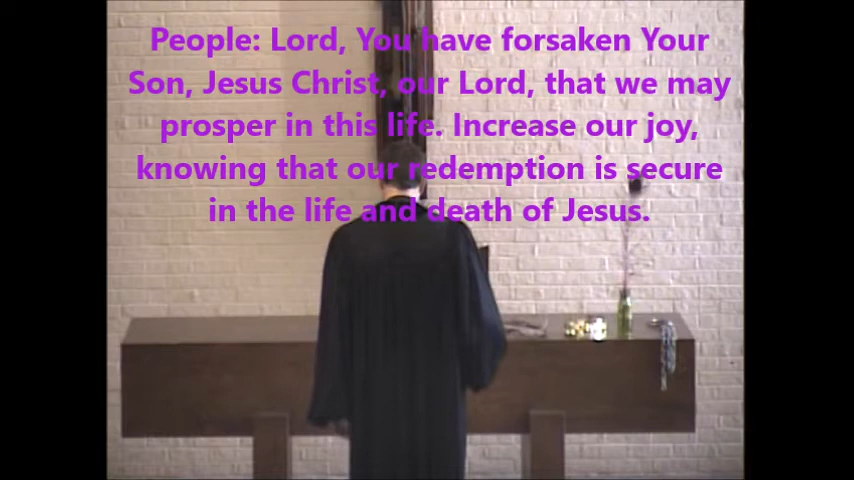 People: Lord, You have forsaken Your
Son, Jesus Christ, our Lord, that we may
prosper in this life. Increase our joy,
knowing that our redemption is secure
in the life and death of Jesus.